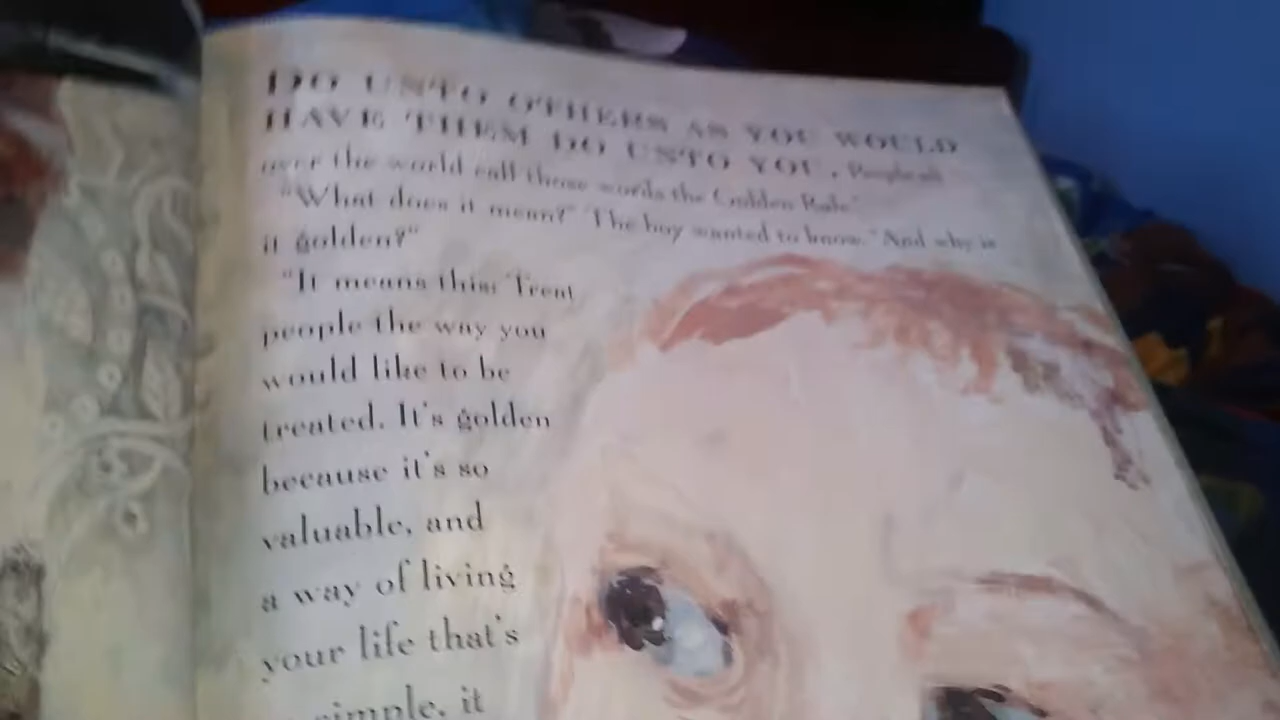 DO UNTO OTHERS AS YOU WOULD
HAVE THEM DO UNTO YOU. People all
over the world call those words the Golden Rule"
"What does it mean?" The boy wanted to know. "And why is
it golden?"
"It means this: Treat
people the way you
would like to be
treated. It's golden
because it's so
valuable, and
a way of living
your life that's
simple, it